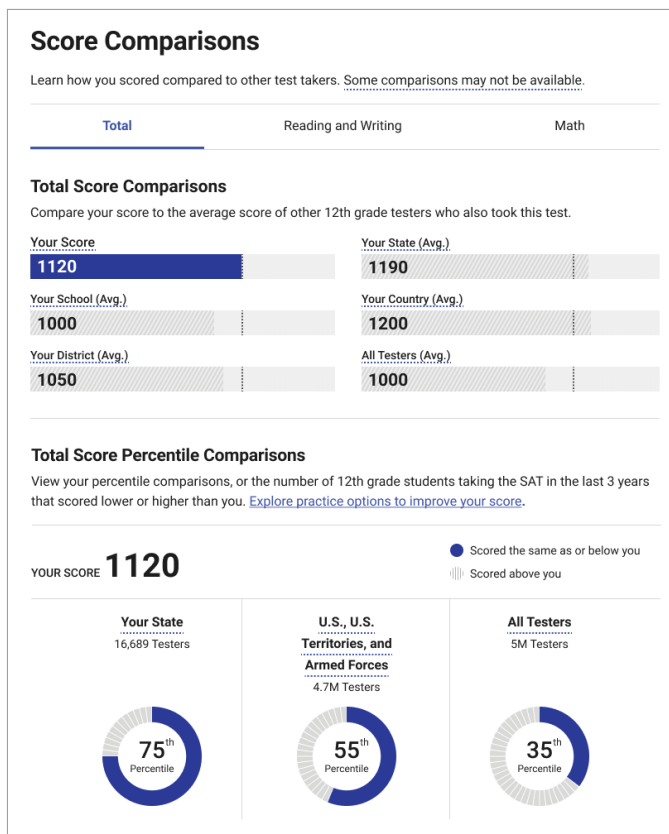 Score Comparisons
Learn how you scored compared to other test takers. Some comparisons may not be available.
Total
Reading and Writing
Math
Total Score Comparisons
Compare your score to the average score of other 12th grade testers who also took this test.
Your Score
1120
Your State (Avg.)
1190
Your School (Avg.)
1000
Your Country (Avg.)
1200
Your District (Avg.)
1050
All Testers (Avg.)
1000
Total Score Percentile Comparisons
View your percentile comparisons, or the number of 12th grade students taking the SAT in the last 3 years
that scored lower or higher than you. Explore practice options to improve your score.
YOUR SCORE 1120
Scored the same as or below you
Scored above you
Your State
16,689 Testers
75th
Percentile
U.S., U.S.
Territories, and
Armed Forces
4.7M Testers
55th
Percentile
All Testers
5M Testers
35th
Percentile